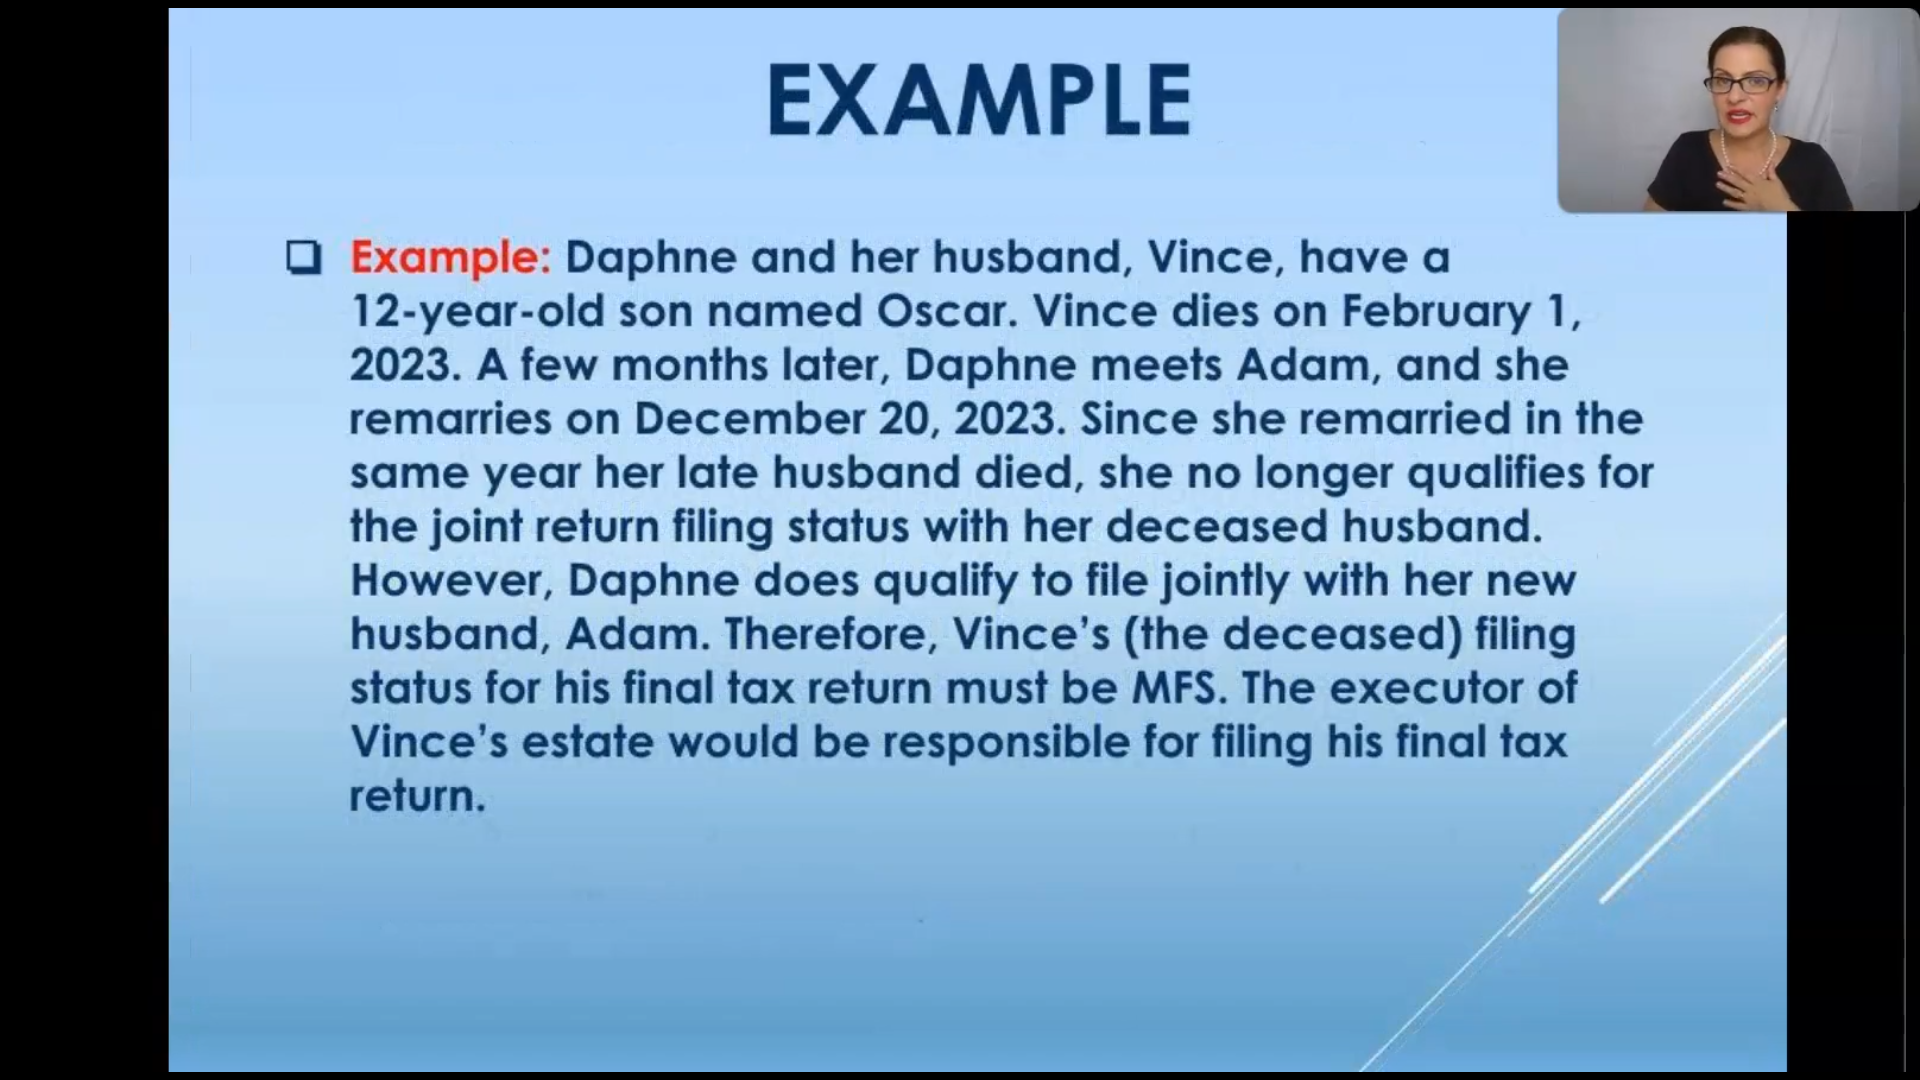 EXAMPLE
Example: Daphne and her husband, Vince, have a
12-year-old son named Oscar. Vince dies on February 1,
2023. A few months later, Daphne meets Adam, and she
remarries on December 20, 2023. Since she remarried in the
same year her late husband died, she no longer qualifies for
the joint return filing status with her deceased husband.
However, Daphne does qualify to file jointly with her new
husband, Adam. Therefore, Vince’s (the deceased) filing
status for his final tax return must be MFS. The executor of
Vince’s estate would be responsible for filing his final tax
return.